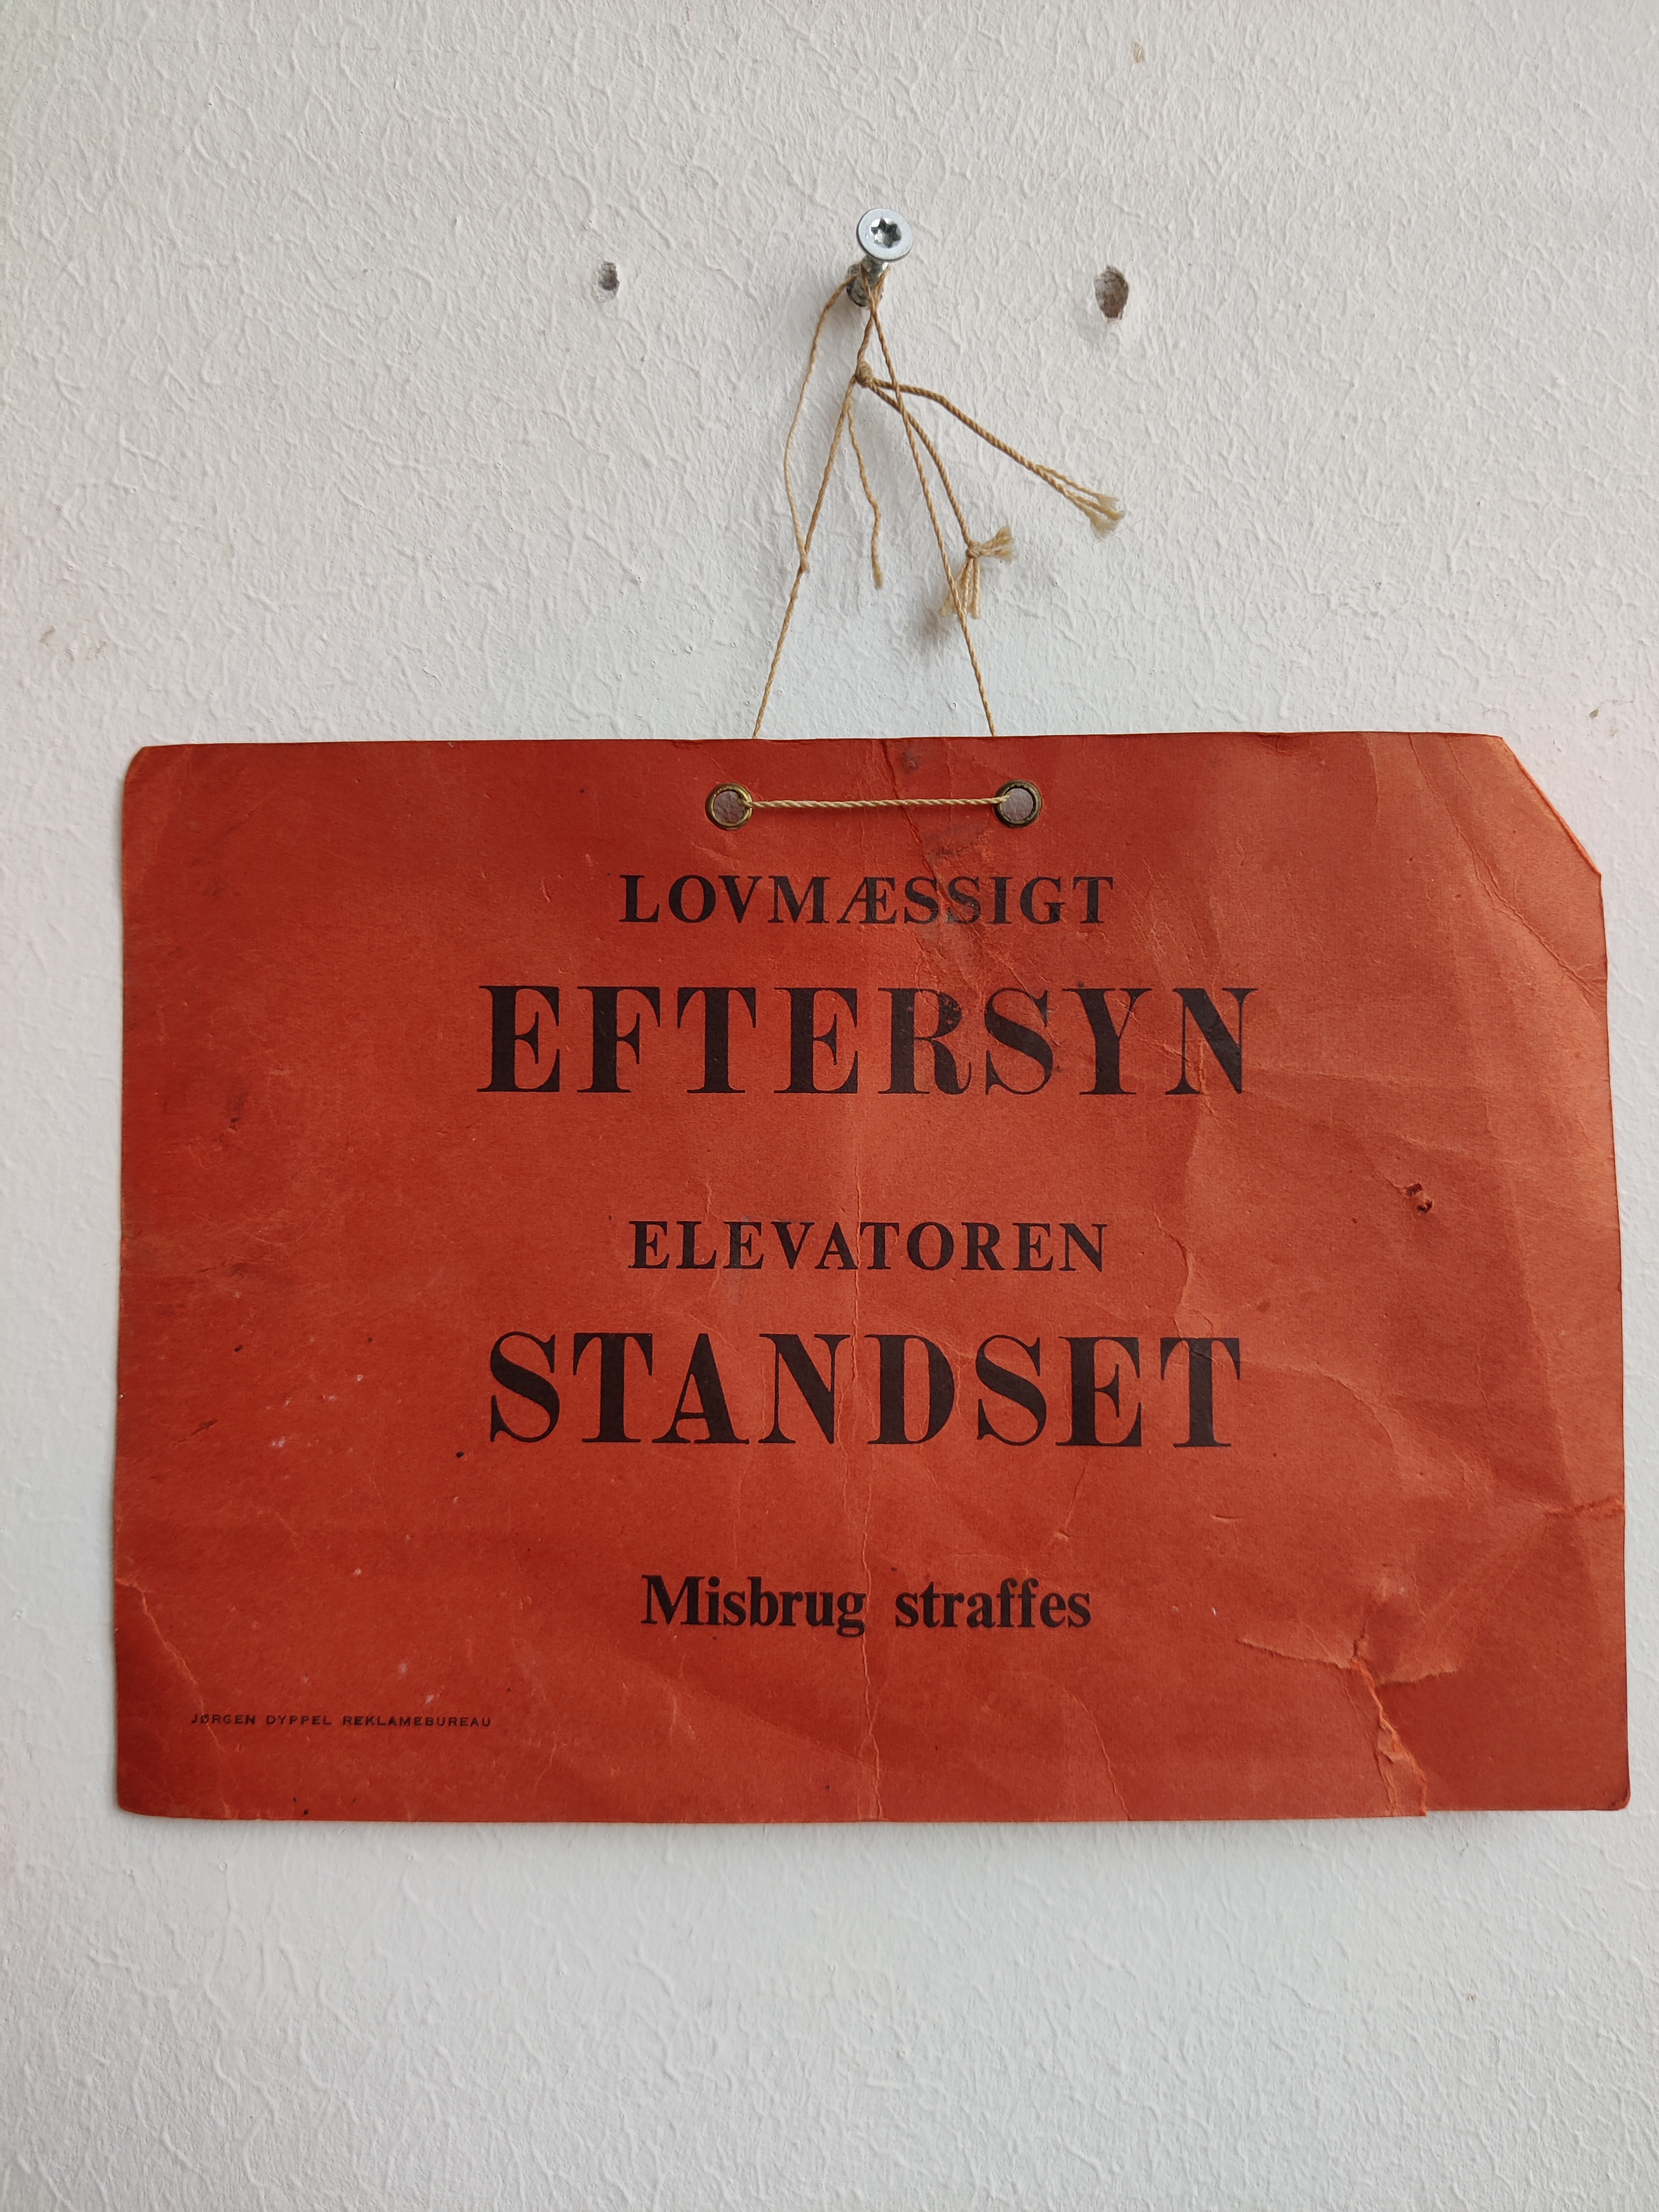 LOVMÆSSIGT
EFTERSYN
ELEVATOREN
STANDSET
Misbrug straffes
JØRGEN DYPPEL REKLAMEBUREAU